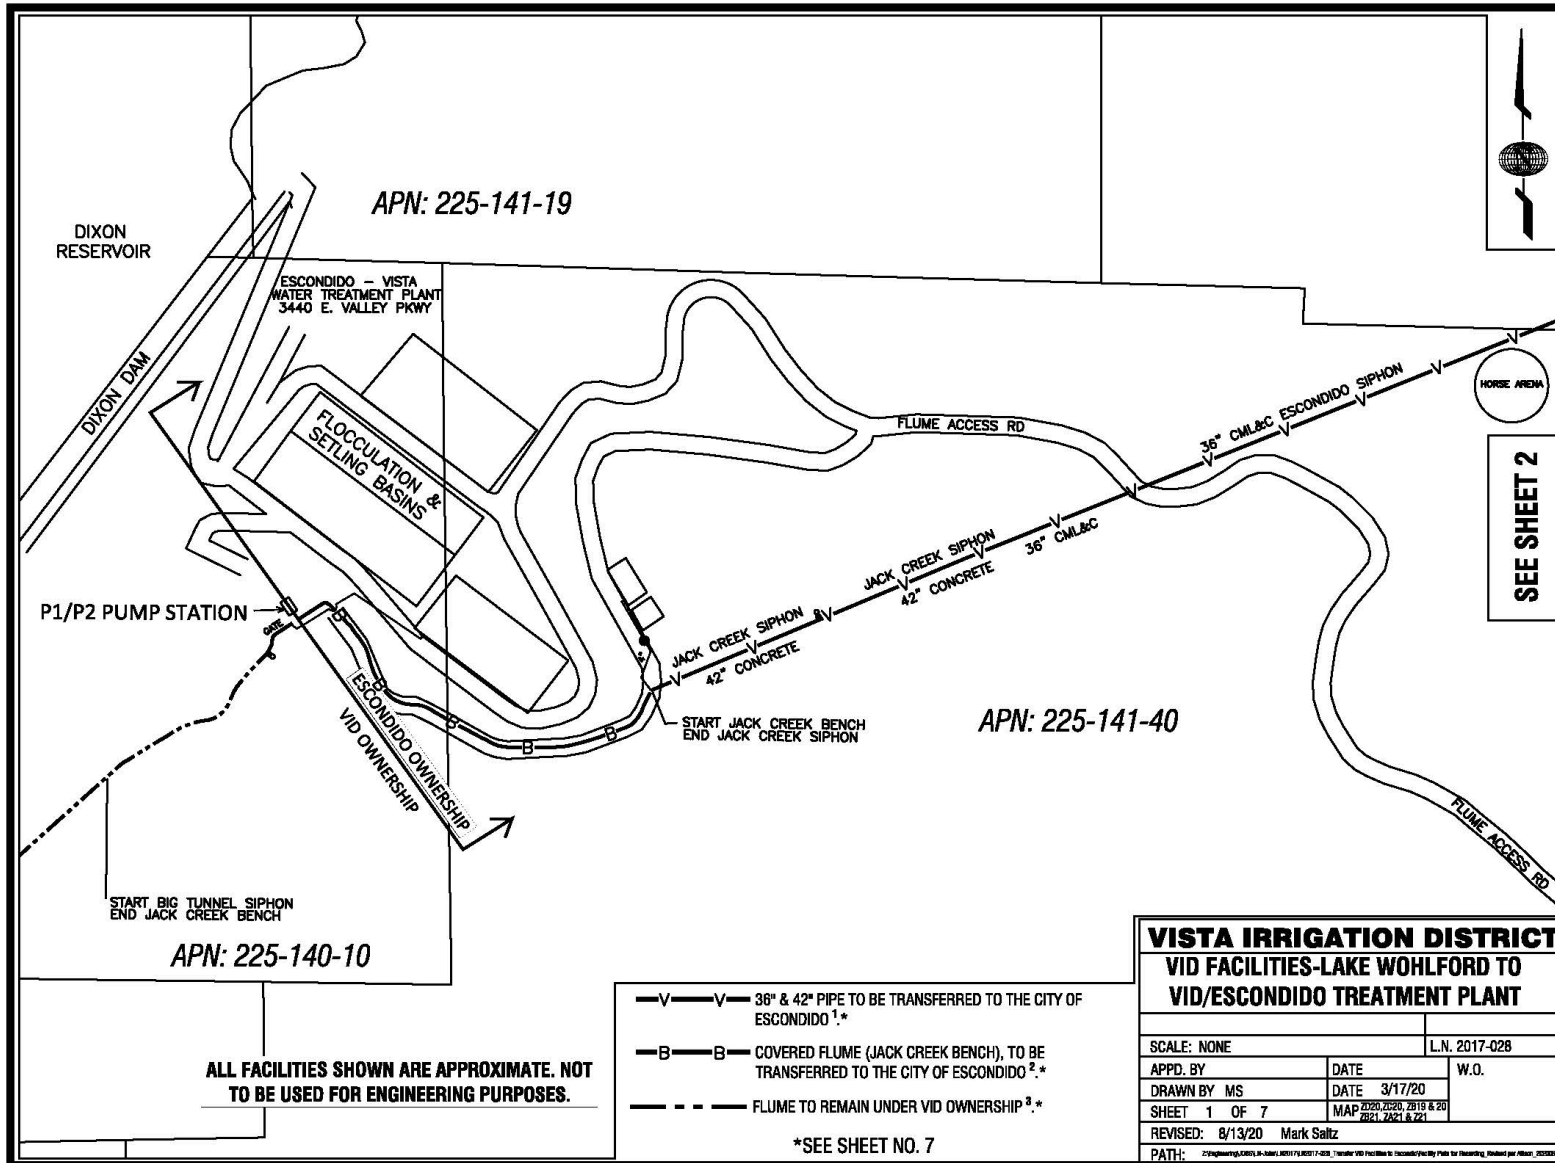 APN: 225-141-19
DIXON
RESERVOIR
ESCONDIDO - VISTA
WATER TREATMENT PLANT
3440 E. VALLEY PKWY
DIXON DAM
FLOCCULATION &
SETLING BASINS
FLUME ACCESS RD
36" CML&C ESCONDIDO SIPHON
HORSE ARENA
SEE SHEET 2
P1/P2 PUMP STATION
GATE
JACK CREEK SIPHON &
42" CONCRETE
JACK CREEK SIPHON
42" CONCRETE
36" CML&C
V V V V V V V V V V V V
B B B B B
ESCONDIDO OWNERSHIP
VID OWNERSHIP
START JACK CREEK BENCH
END JACK CREEK SIPHON
APN: 225-141-40
FLUME ACCESS RD
START BIG TUNNEL SIPHON
END JACK CREEK BENCH
APN: 225-140-10
ALL FACILITIES SHOWN ARE APPROXIMATE. NOT
TO BE USED FOR ENGINEERING PURPOSES.
V V 36" & 42" PIPE TO BE TRANSFERRED TO THE CITY OF
ESCONDIDO ¹.*
B B COVERED FLUME (JACK CREEK BENCH), TO BE
TRANSFERRED TO THE CITY OF ESCONDIDO ².*
FLUME TO REMAIN UNDER VID OWNERSHIP ³.*
*SEE SHEET NO. 7
VISTA IRRIGATION DISTRICT
VID FACILITIES-LAKE WOHLFORD TO
VID/ESCONDIDO TREATMENT PLANT
SCALE: NONE L.N. 2017-028
APPD. BY DATE W.O.
DRAWN BY MS DATE 3/17/20
SHEET 1 OF 7 MAP ZD20,ZC20, ZB19 & 20
ZB21, ZA21 & Z21
REVISED: 8/13/20 Mark Saltz
PATH: